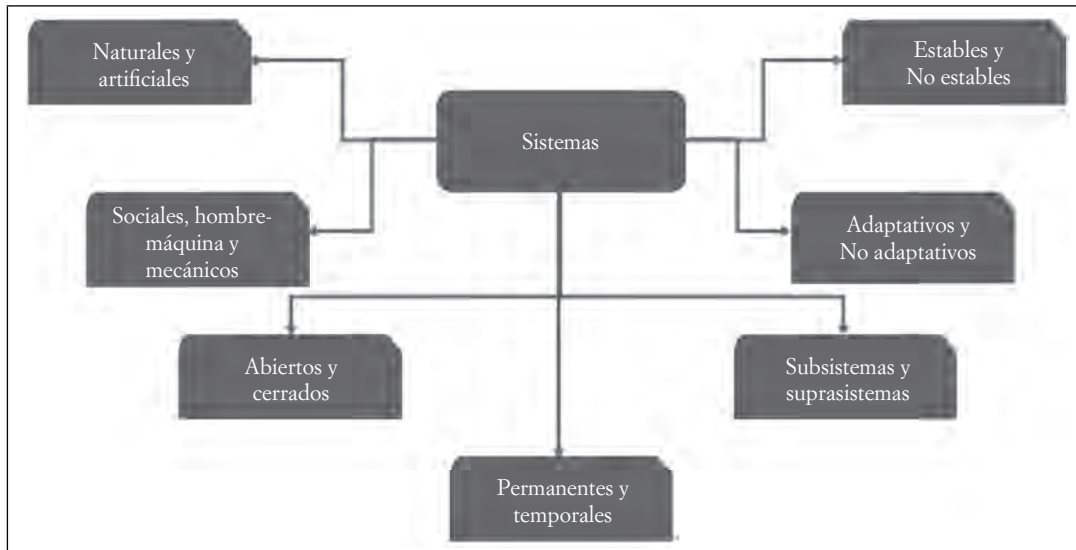 Naturales y
artificiales
Estables y
No estables
Sistemas
Sociales, hombre-
máquina y
mecánicos
Adaptativos y
No adaptativos
Abiertos y
cerrados
Subsistemas y
suprasistemas
Permanentes y
temporales